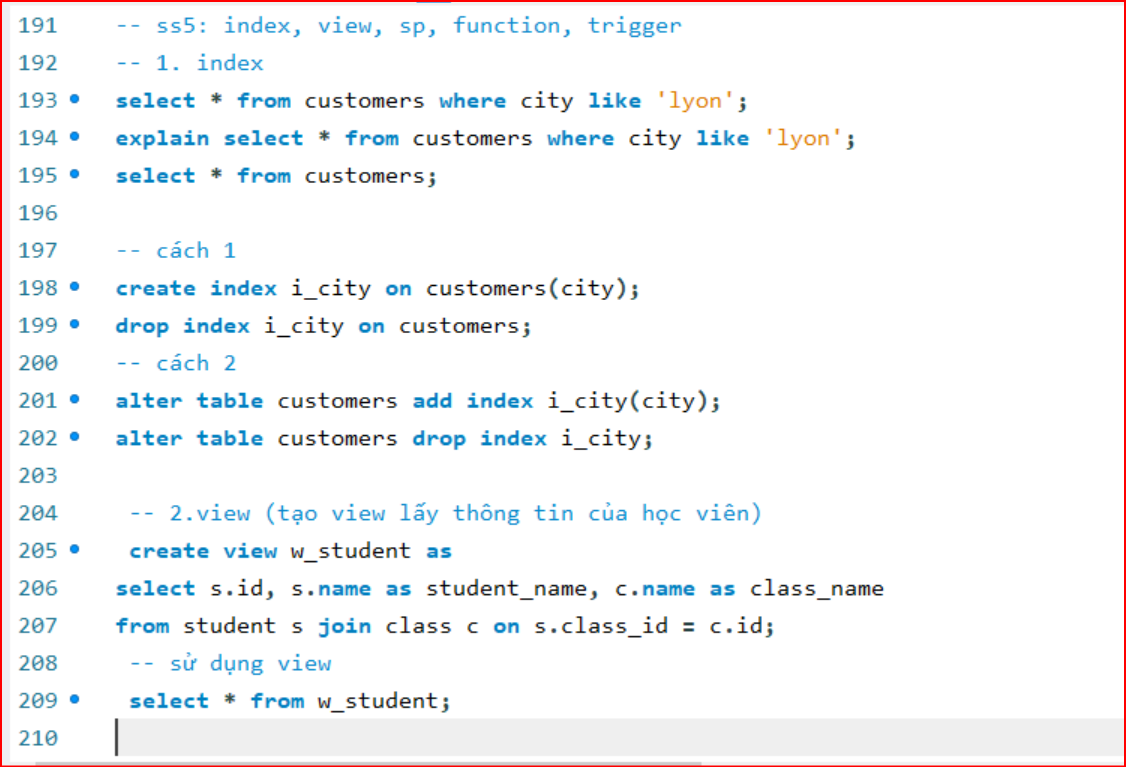 191 -- ss5: index, view, sp, function, trigger
192 -- 1. index
193 select * from customers where city like 'lyon';
194 explain select * from customers where city like 'lyon';
195 select * from customers;
196
197 -- cách 1
198 create index i_city on customers(city);
199 drop index i_city on customers;
200 -- cách 2
201 alter table customers add index i_city(city);
202 alter table customers drop index i_city;
203
204 -- 2.view (tạo view lấy thông tin của học viên)
205 create view w_student as
206 select s.id, s.name as student_name, c.name as class_name
207 from student s join class c on s.class_id = c.id;
208 -- sử dụng view
209 select * from w_student;
210